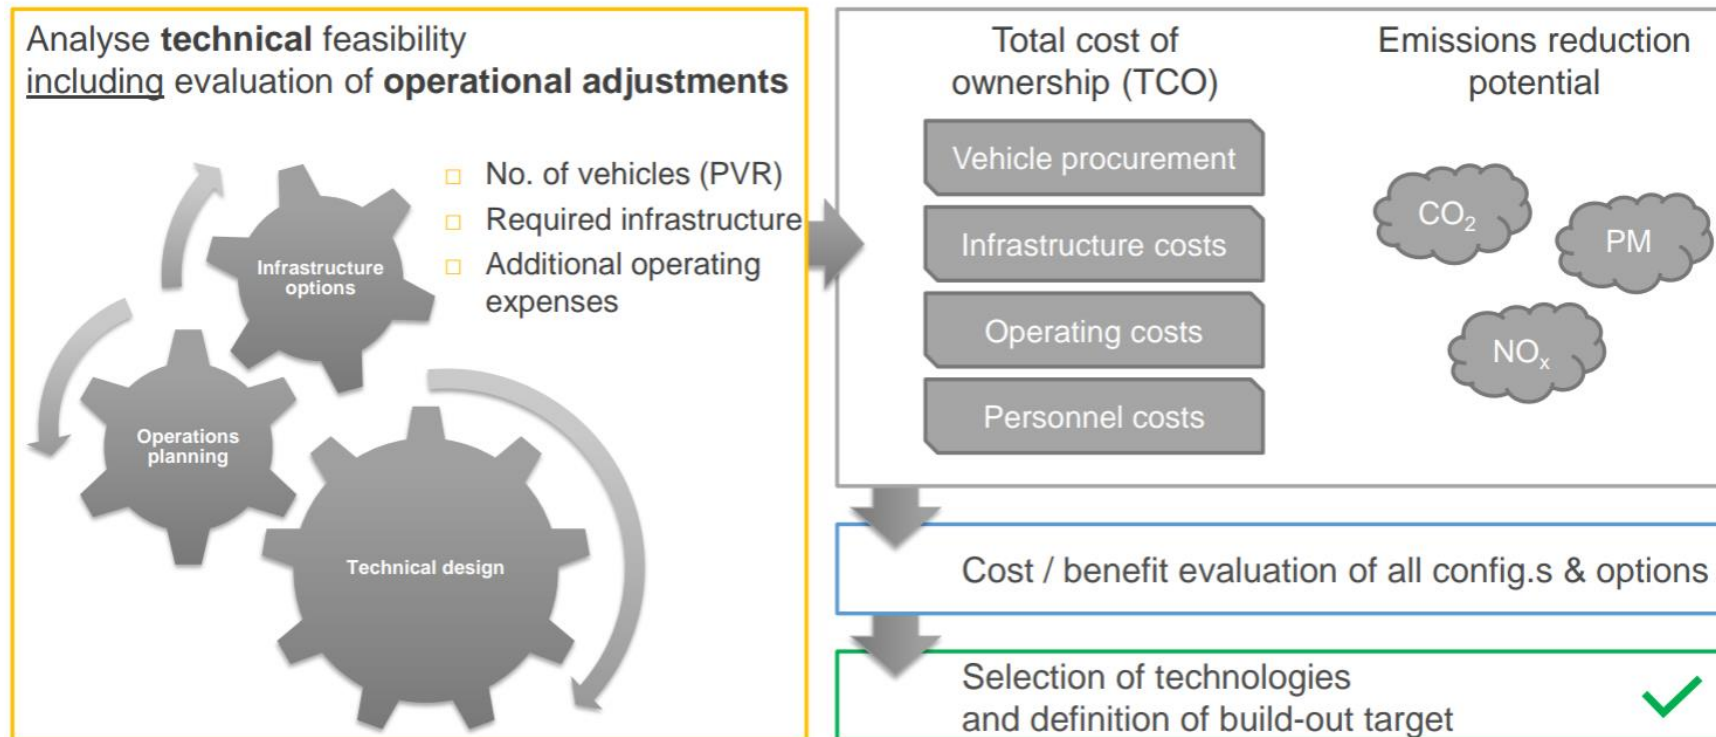 Analyse technical feasibility
including evaluation of operational adjustments
No. of vehicles (PVR)
Required infrastructure
Additional operating
expenses
Infrastructure
options
Operations
planning
Technical design
Total cost of
ownership (TCO)
Vehicle procurement
Infrastructure costs
Operating costs
Personnel costs
Emissions reduction
potential
CO₂
PM
NOₓ
Cost / benefit evaluation of all config.s & options
Selection of technologies
and definition of build-out target